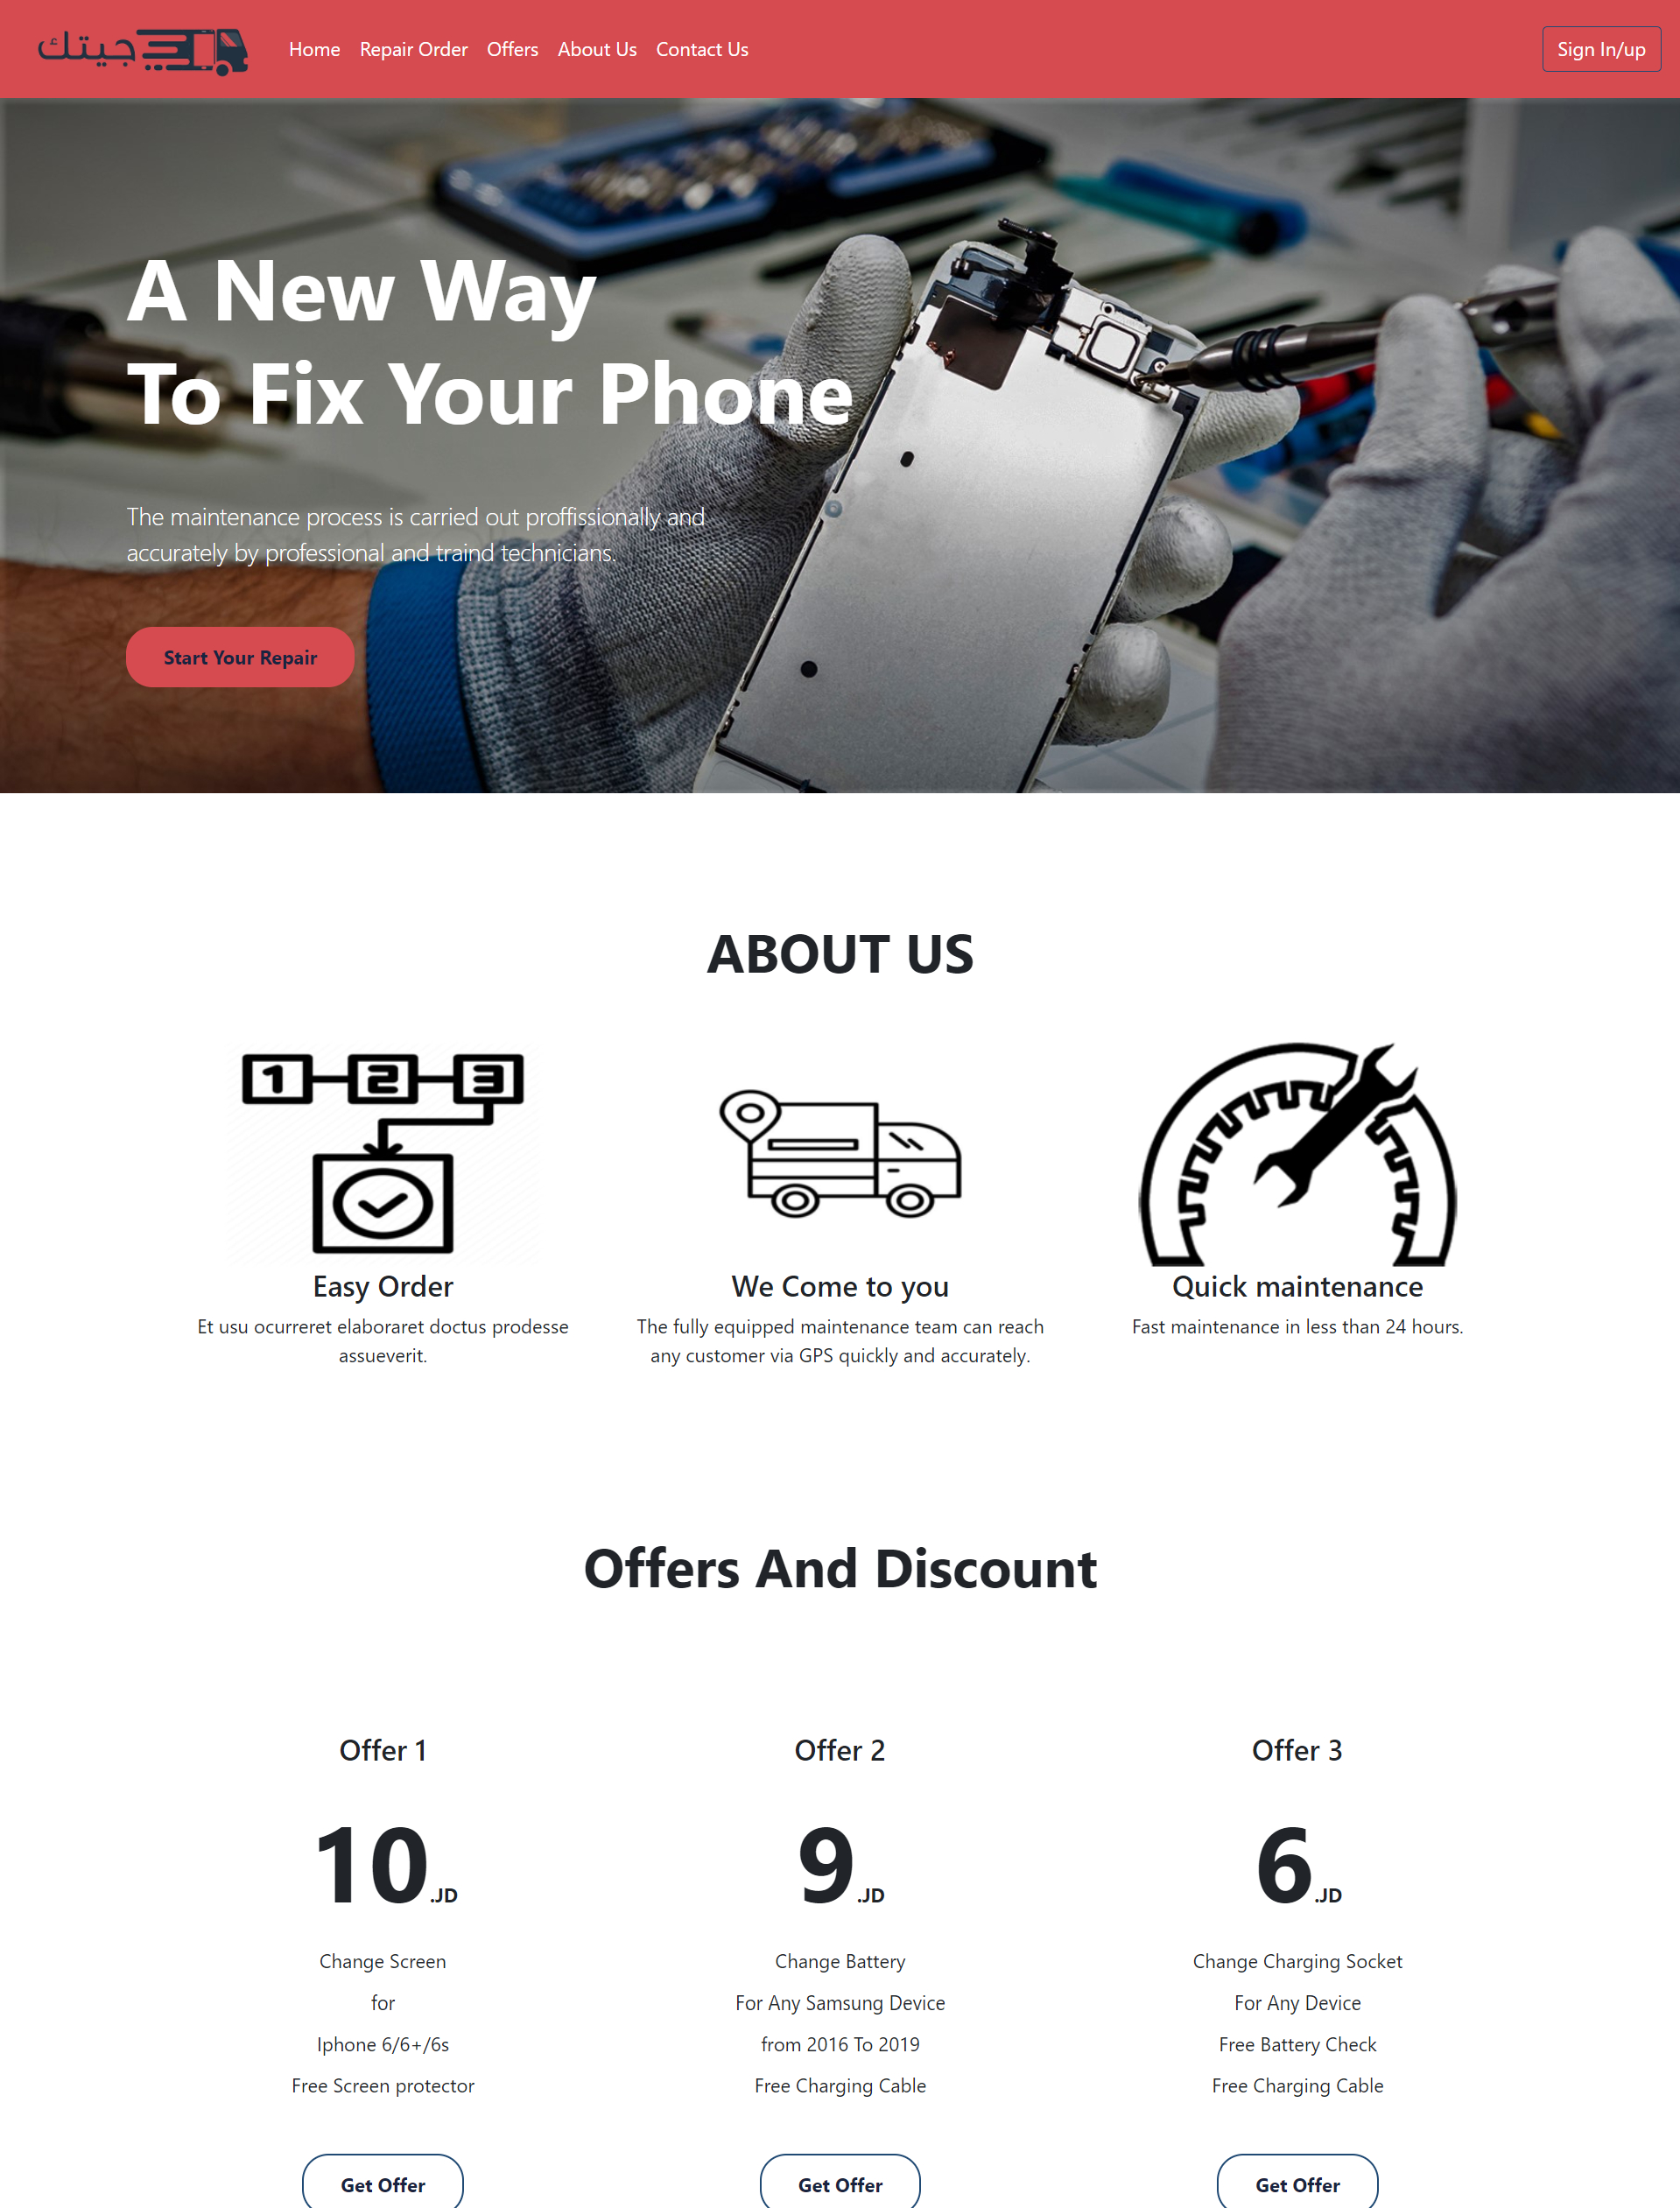 جيتك
Home Repair Order Offers About Us Contact Us
Sign In/up
A New Way
To Fix Your Phone
The maintenance process is carried out proffissionally and
accurately by professional and traind technicians.
Start Your Repair
ABOUT US
1 2 3
Easy Order
Et usu ocurreret elaboraret doctus prodesse
assueverit.
We Come to you
The fully equipped maintenance team can reach
any customer via GPS quickly and accurately.
Quick maintenance
Fast maintenance in less than 24 hours.
Offers And Discount
Offer 1
10.JD
Change Screen
for
Iphone 6/6+/6s
Free Screen protector
Get Offer
Offer 2
9.JD
Change Battery
For Any Samsung Device
from 2016 To 2019
Free Charging Cable
Get Offer
Offer 3
6.JD
Change Charging Socket
For Any Device
Free Battery Check
Free Charging Cable
Get Offer